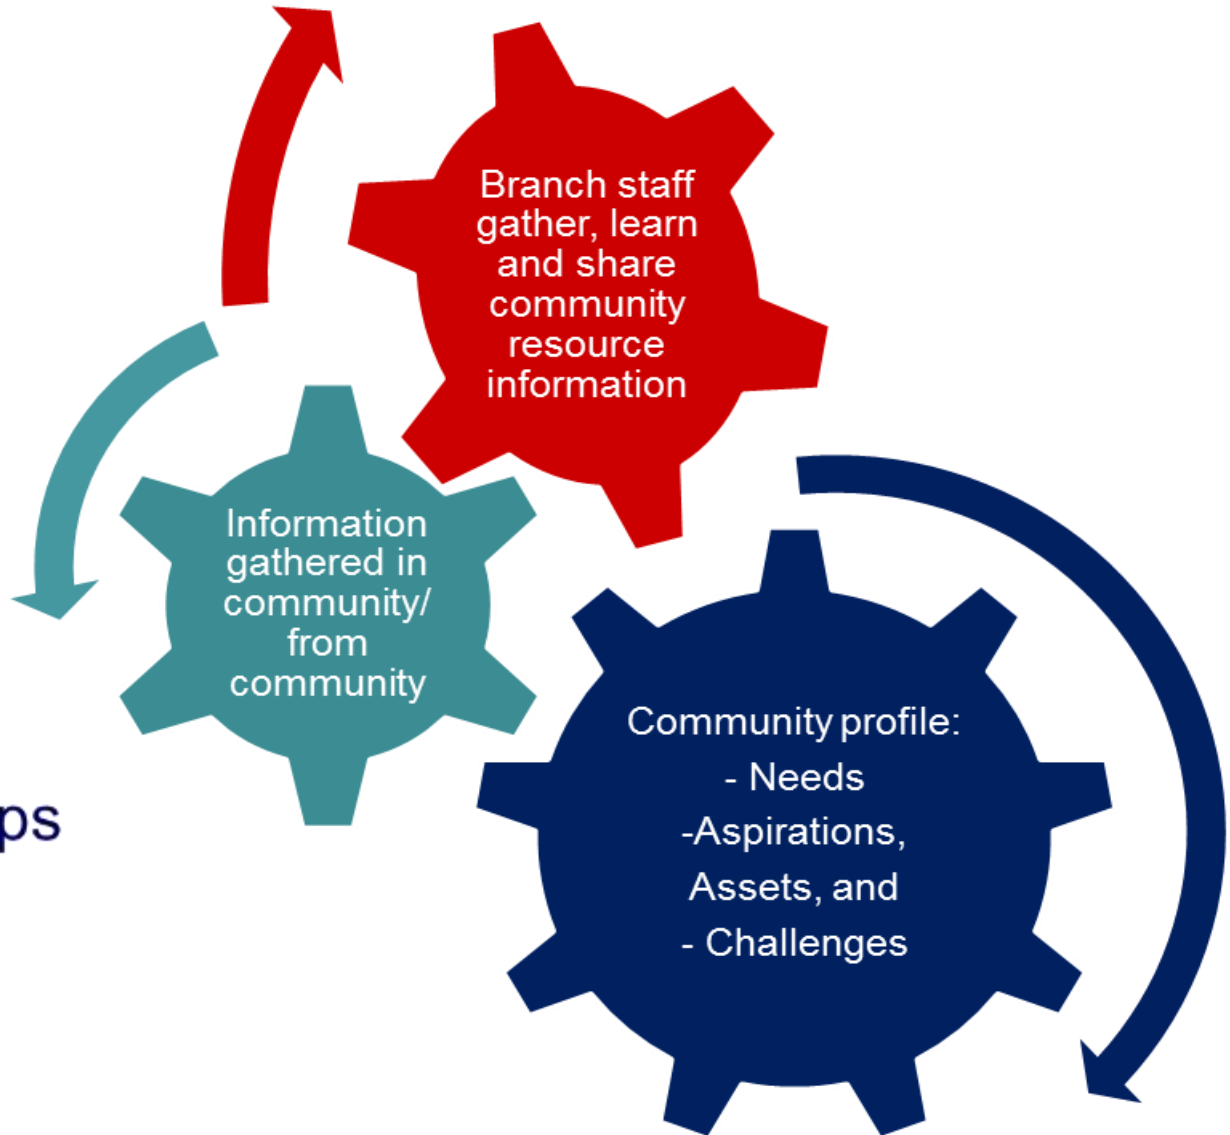 Branch staff
gather, learn
and share
community
resource
information
Information
gathered in
community/
from
community
ps
Community profile:
- Needs
-Aspirations,
Assets, and
- Challenges